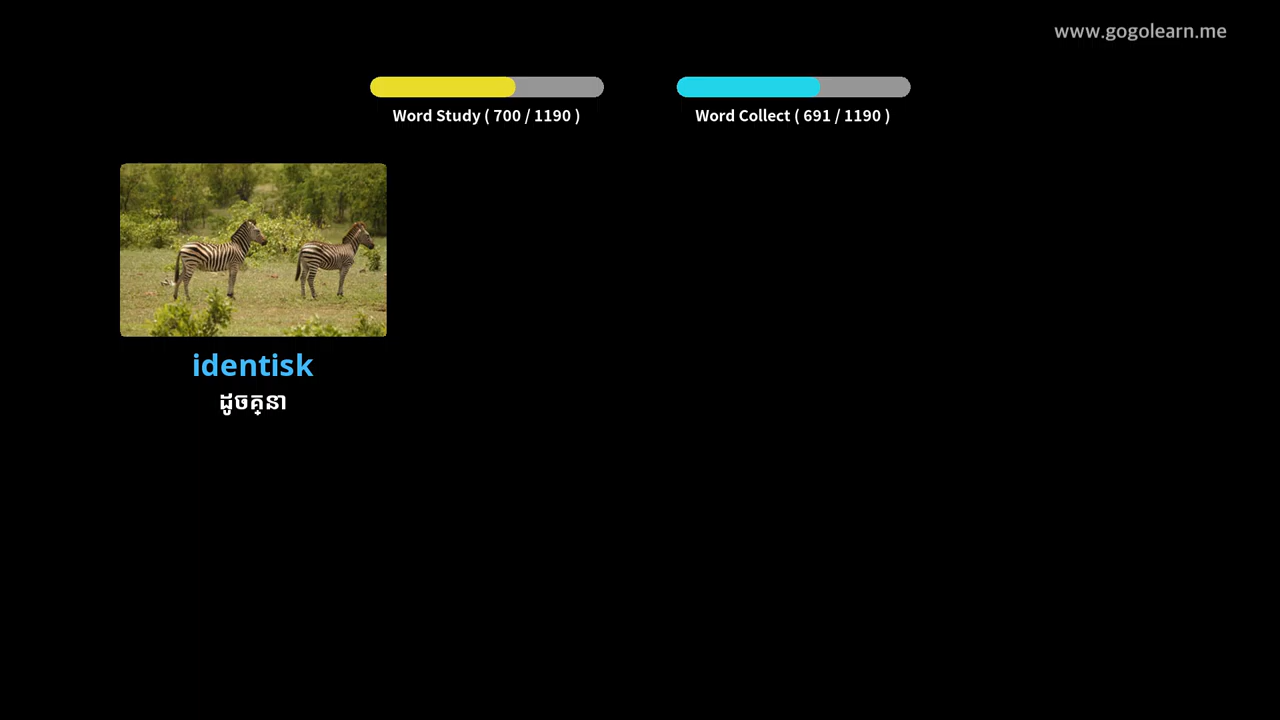 www.gogolearn.me
Word Study ( 700 / 1190 )
Word Collect ( 691 / 1190 )
identisk
ដូចគ្នា